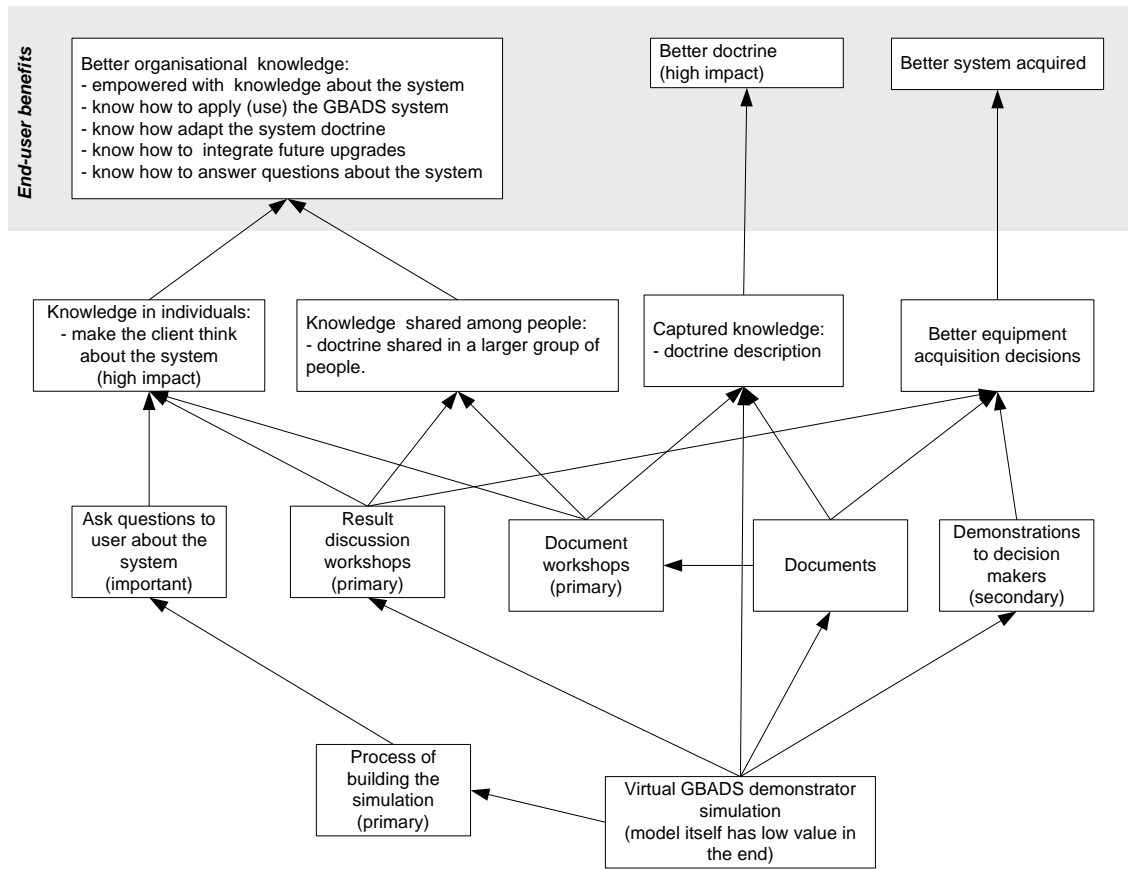 End-user benefits
Better organisational knowledge:
- empowered with knowledge about the system
- know how to apply (use) the GBADS system
- know how adapt the system doctrine
- know how to integrate future upgrades
- know how to answer questions about the system
Better doctrine
(high impact)
Better system acquired
Knowledge in individuals:
- make the client think
about the system
(high impact)
Knowledge shared among people:
- doctrine shared in a larger group of
people.
Captured knowledge:
- doctrine description
Better equipment
acquisition decisions
Ask questions to
user about the
system
(important)
Result
discussion
workshops
(primary)
Document
workshops
(primary)
Documents
Demonstrations
to decision
makers
(secondary)
Process of
building the
simulation
(primary)
Virtual GBADS demonstrator
simulation
(model itself has low value in
the end)